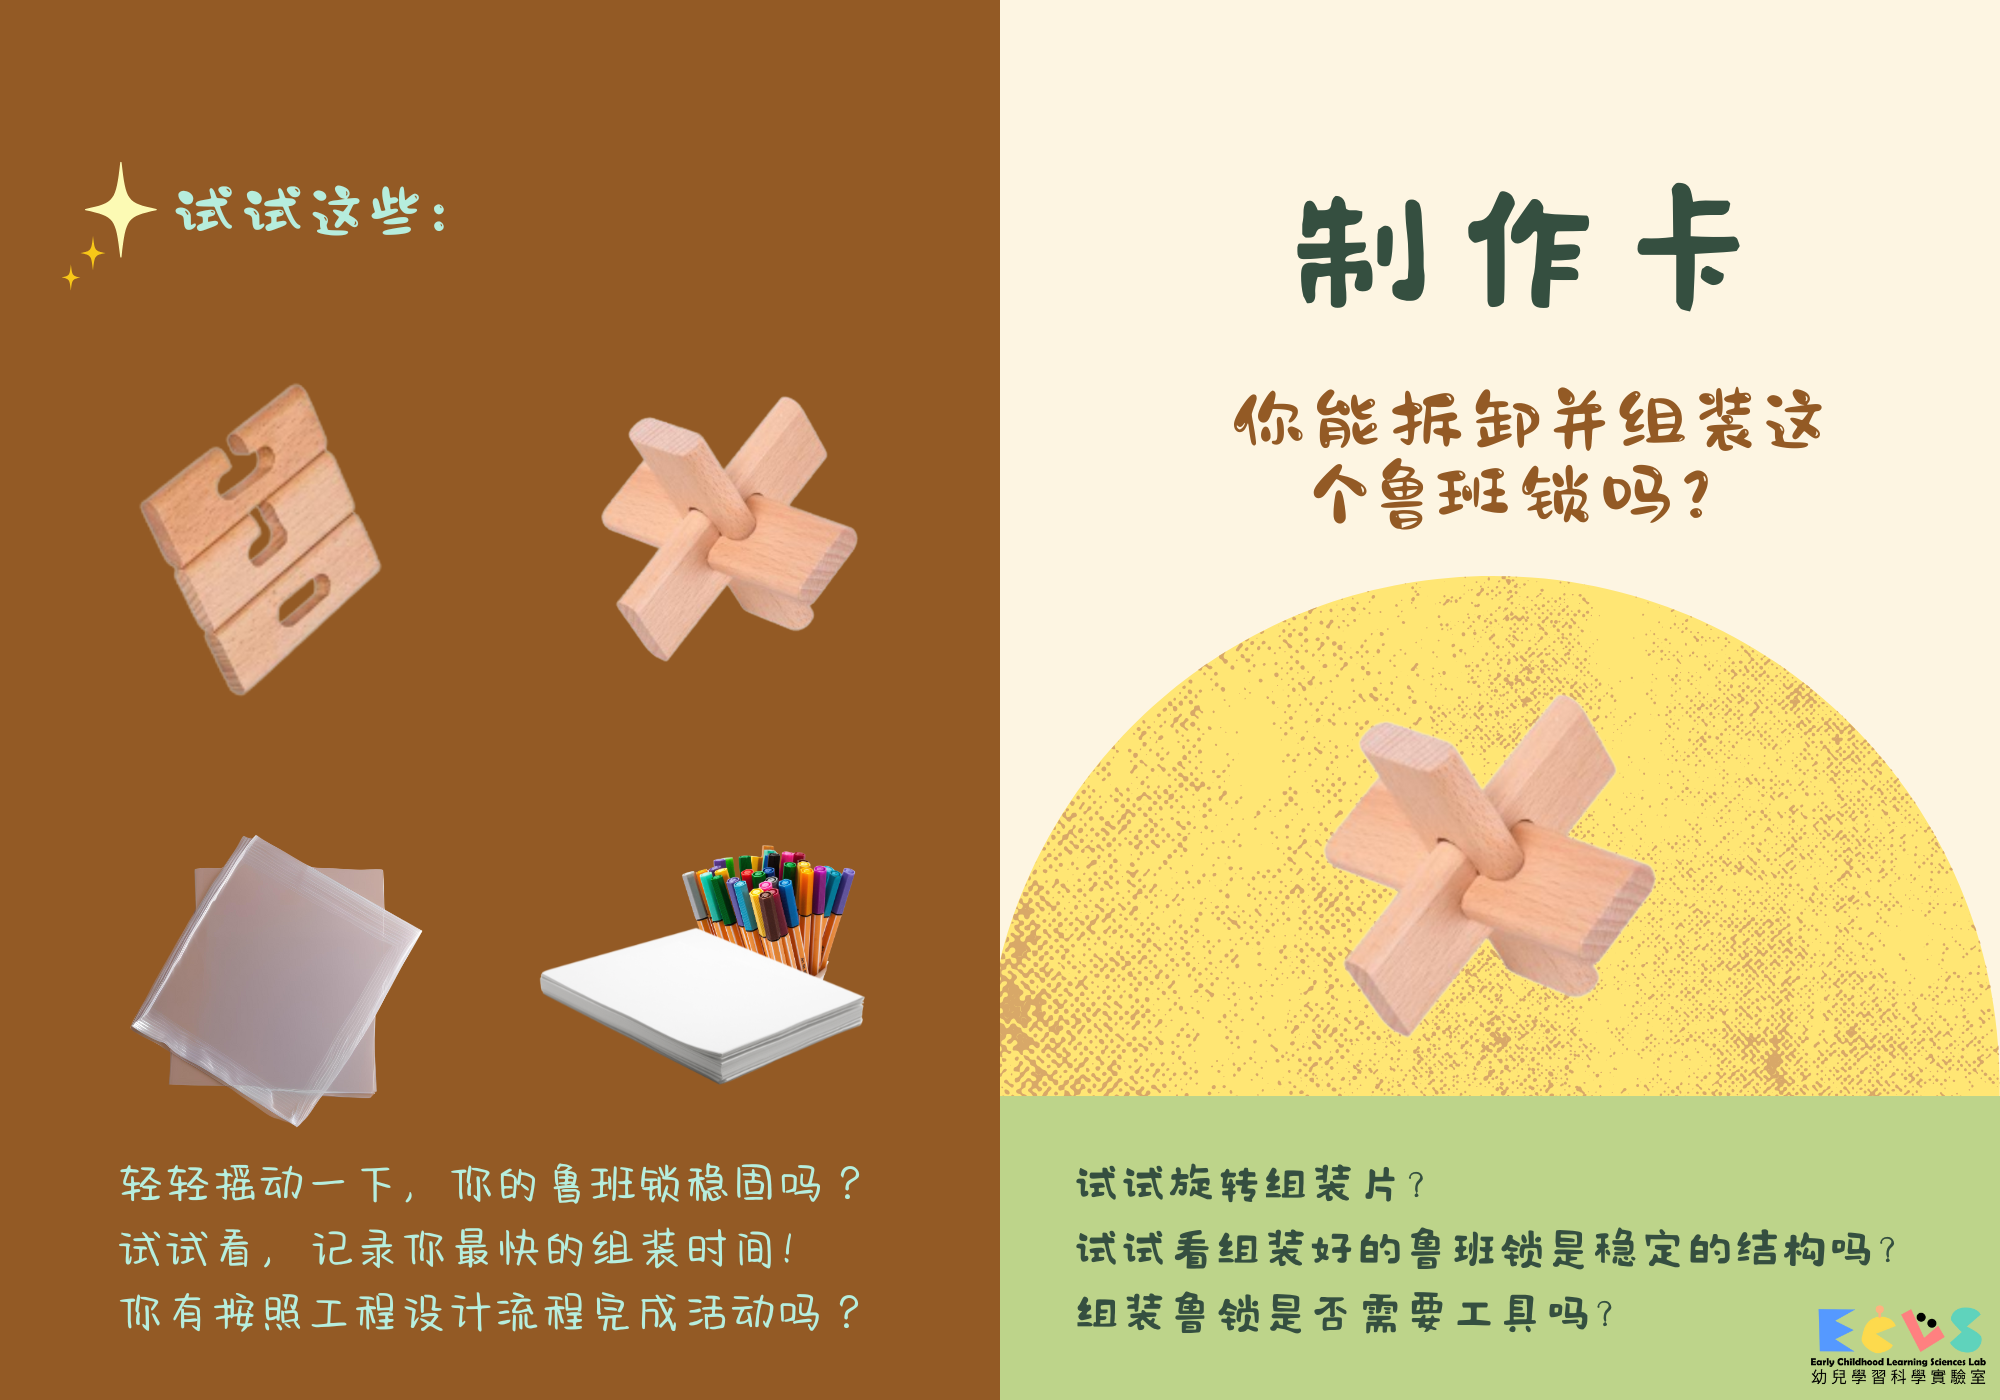 试试这些：
轻轻摇动一下，你的鲁班锁稳固吗？
试试看，记录你最快的组装时间！
你有按照工程设计流程完成活动吗？
制作卡
你能拆卸并组装这
个鲁班锁吗？
试试旋转组装片？
试试看组装好的鲁班锁是稳定的结构吗？
组装鲁锁是否需要工具吗？
ECLS
Early Childhood Learning Sciences Lab
幼兒學習科學實驗室